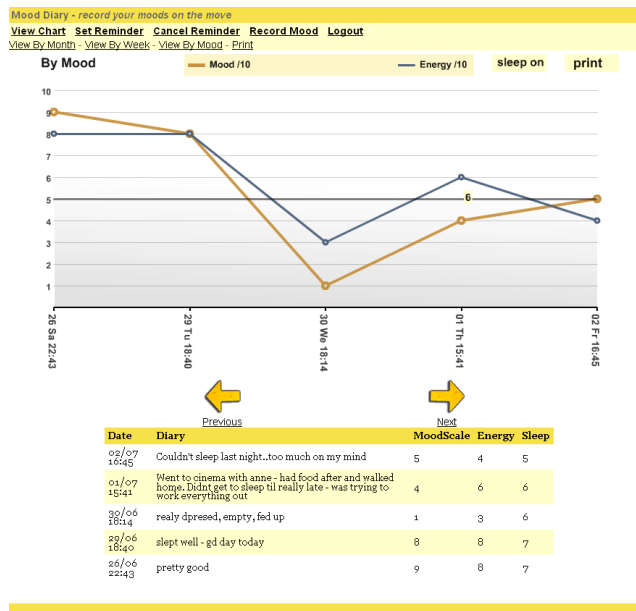 Mood Diary - record your moods on the move
View Chart Set Reminder Cancel Reminder Record Mood Logout
View By Month - View By Week - View By Mood - Print
By Mood Mood /10 Energy /10 sleep on print
10
9
8
7
6
5
4
3
2
1
6
26 Sa 22:43
29 Tu 18:40
30 We 18:14
01 Th 15:41
02 Fr 16:45
Previous Next
Date Diary MoodScale Energy Sleep
02/07
16:45
Couldn't sleep last night..too much on my mind 5 4 5
01/07
15:41
Went to cinema with anne - had food after and walked
home. Didnt get to sleep til really late - was trying to
work everything out
4 6 6
30/06
18:14
realy dpresed, empty, fed up 1 3 6
29/06
18:40
slept well - gd day today 8 8 7
26/06
22:43
pretty good 9 8 7